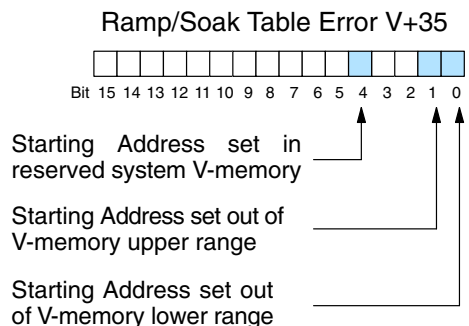 Ramp/Soak Table Error V+35
Bit 15 14 13 12 11 10 9 8 7 6 5 4 3 2 1 0
Starting Address set in
reserved system V-memory
Starting Address set out of
V-memory upper range
Starting Address set out
of V-memory lower range